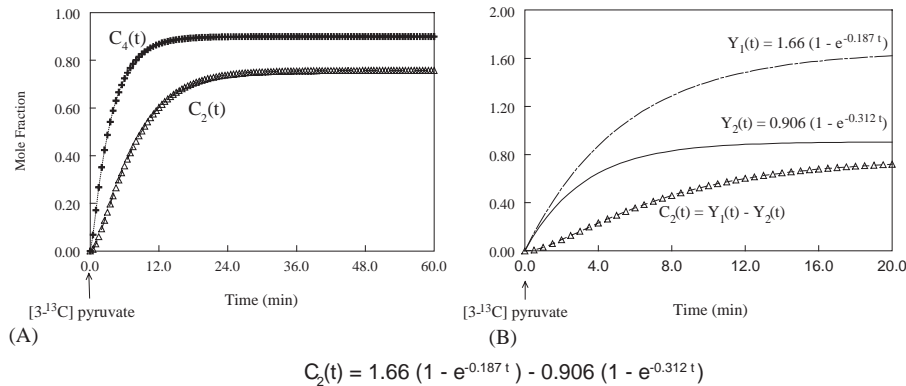 1.00
0.80
0.60
0.40
0.20
0.00
Mole Fraction
C₄(t)
C₂(t)
0.0 12.0 24.0 36.0 48.0 60.0
Time (min)
[3-¹³C] pyruvate
(A)
2.00
1.60
1.20
0.80
0.40
0.00
Y₁(t) = 1.66 (1 - e⁻⁰·¹⁸⁷ ᵗ)
Y₂(t) = 0.906 (1 - e⁻⁰·³¹² ᵗ)
C₂(t) = Y₁(t) - Y₂(t)
0.0 4.0 8.0 12.0 16.0 20.0
Time (min)
[3-¹³C] pyruvate
(B)
C₂(t) = 1.66 (1 - e⁻⁰·¹⁸⁷ ᵗ ) - 0.906 (1 - e⁻⁰·³¹² ᵗ)